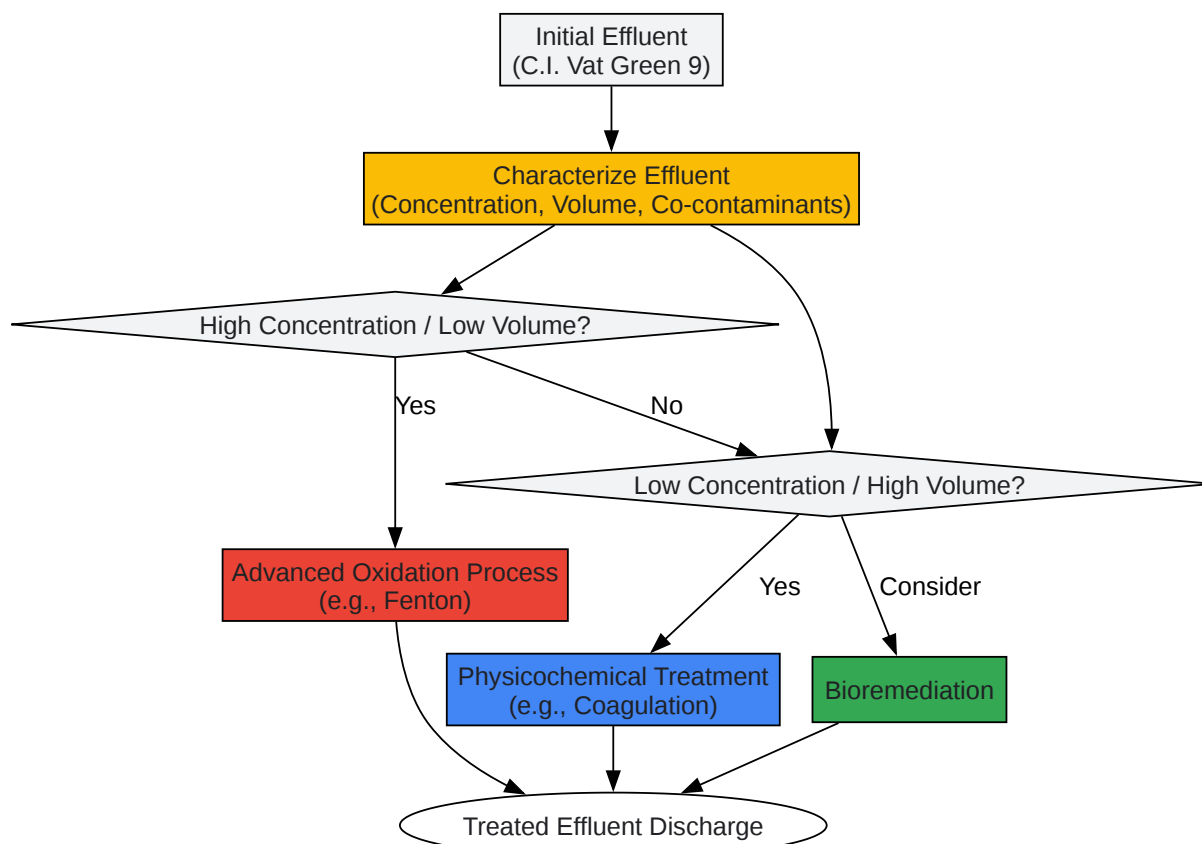 Initial Effluent
(C.I. Vat Green 9)
Characterize Effluent
(Concentration, Volume, Co-contaminants)
High Concentration / Low Volume?
Yes
No
Low Concentration / High Volume?
Advanced Oxidation Process
(e.g., Fenton)
Yes
Consider
Physicochemical Treatment
(e.g., Coagulation)
Bioremediation
Treated Effluent Discharge